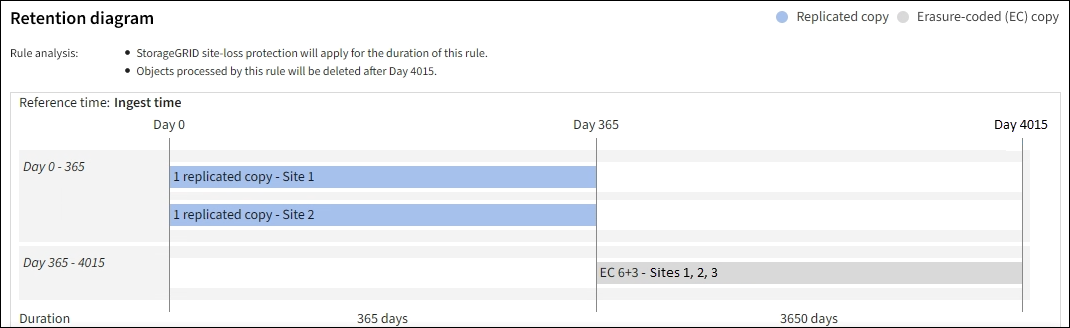 Retention diagram
Replicated copy
Erasure-coded (EC) copy
Rule analysis:
• StorageGRID site-loss protection will apply for the duration of this rule.
• Objects processed by this rule will be deleted after Day 4015.
Reference time: Ingest time
Day 0
Day 365
Day 4015
Day 0 - 365
1 replicated copy - Site 1
1 replicated copy - Site 2
Day 365 - 4015
EC 6+3 - Sites 1, 2, 3
Duration
365 days
3650 days